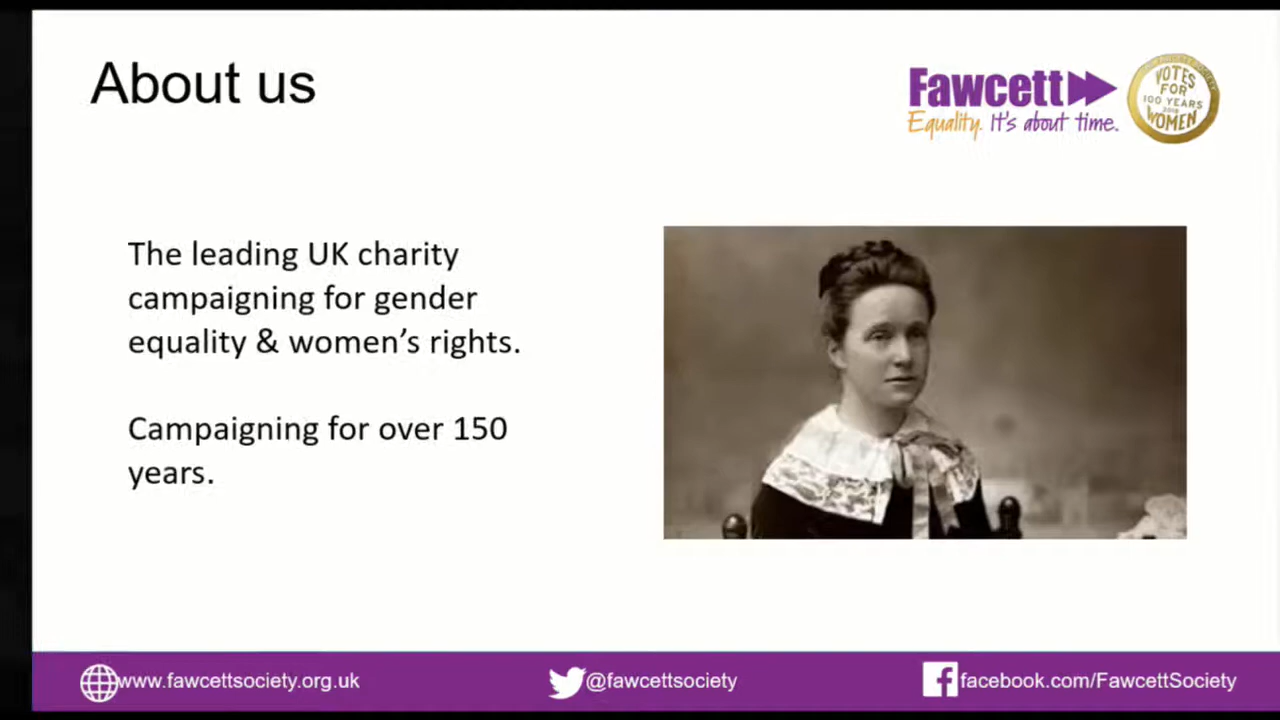 About us
Fawcett
Equality. It's about time.
VOTES
FOR
100 YEARS
2018
WOMEN
The leading UK charity
campaigning for gender
equality & women's rights.
Campaigning for over 150
years.
www.fawcettsociety.org.uk
@fawcettsociety
facebook.com/FawcettSociety